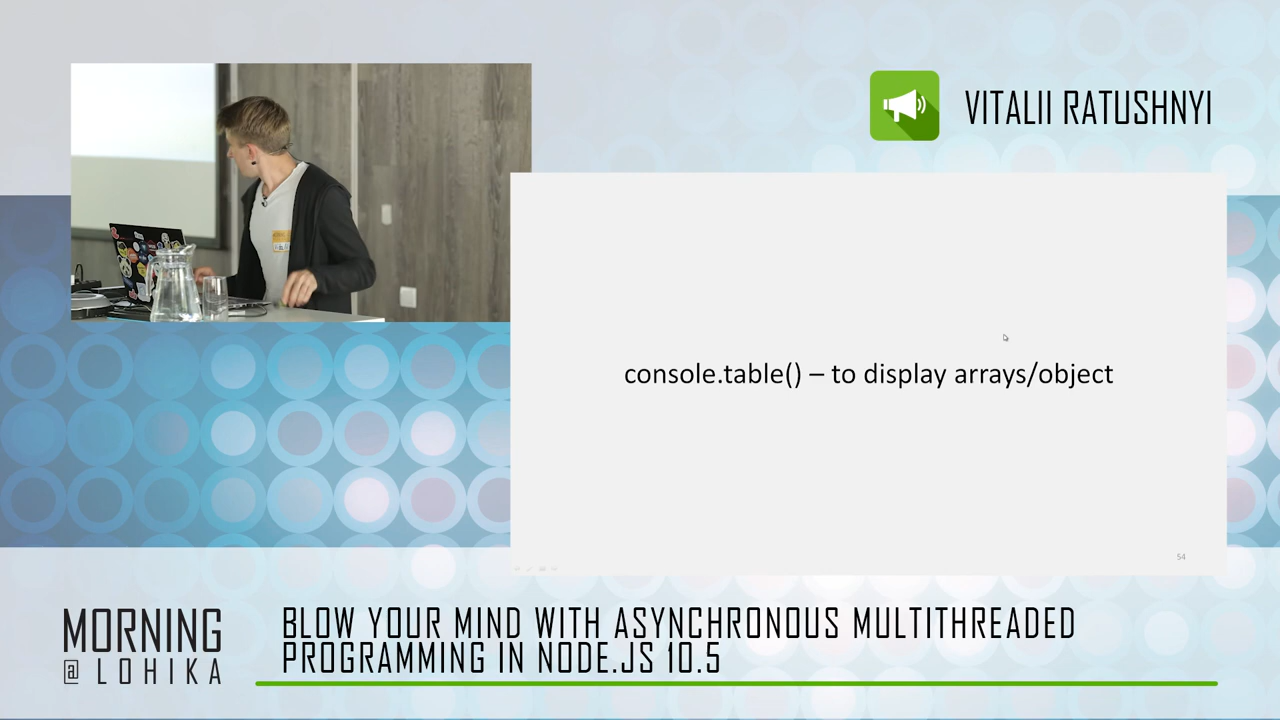 VITALII RATUSHNYI
console.table() – to display arrays/object
54
MORNING
@ LOHIKA
BLOW YOUR MIND WITH ASYNCHRONOUS MULTITHREADED
PROGRAMMING IN NODE.JS 10.5